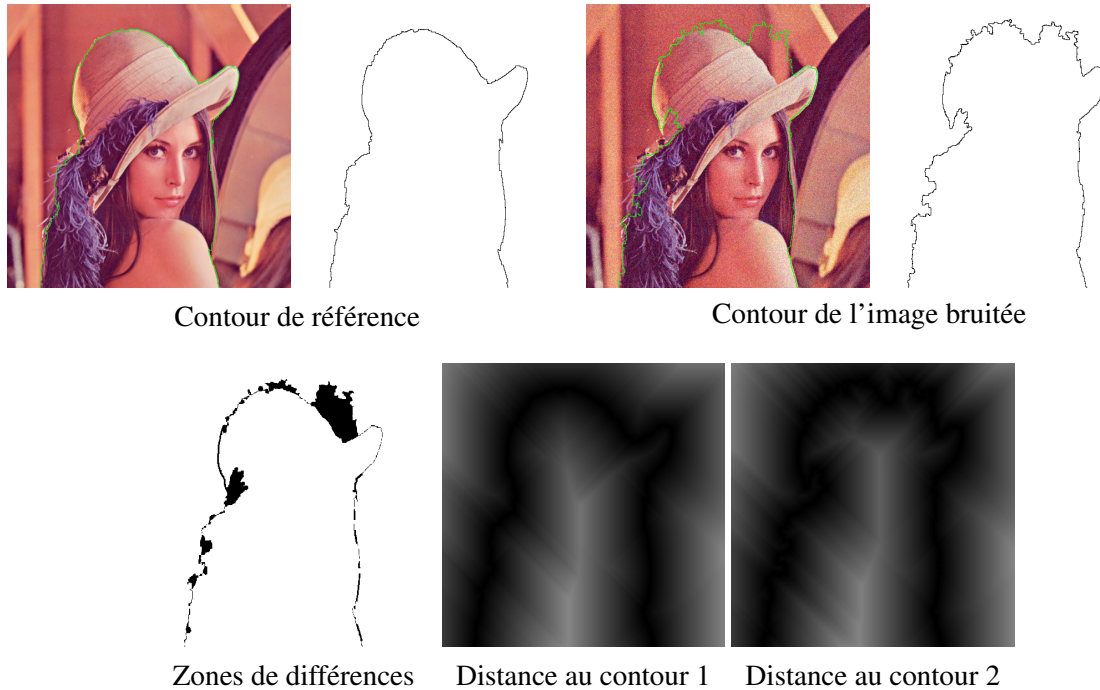 Contour de référence
Contour de l'image bruitée
Zones de différences
Distance au contour 1
Distance au contour 2